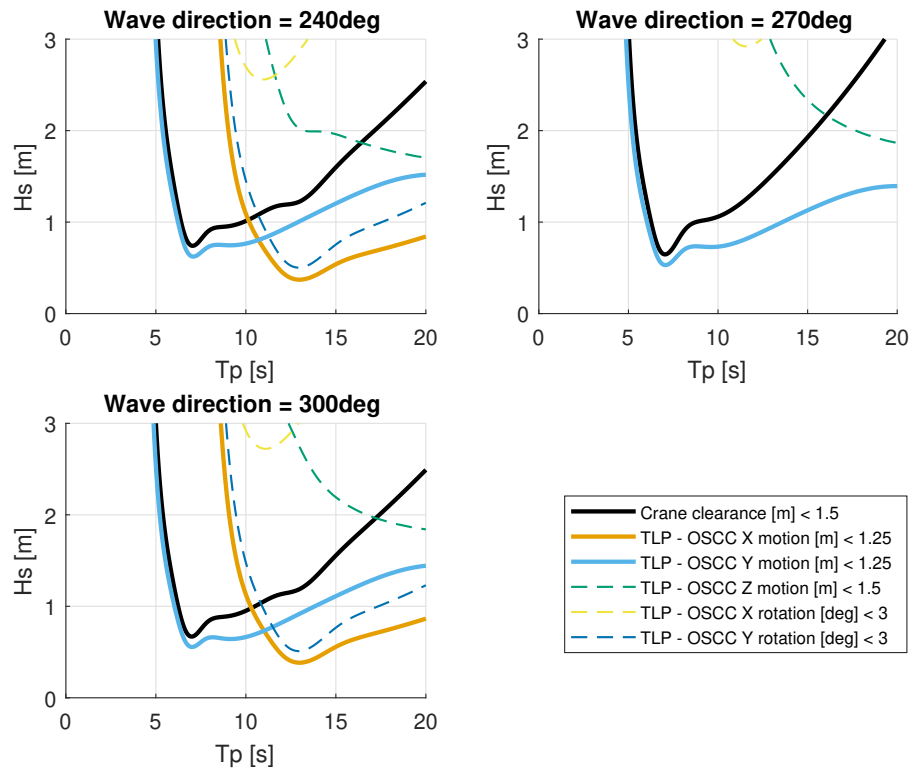 Wave direction = 240deg
3
2
1
0
Hs [m]
0 5 10 15 20
Tp [s]
Wave direction = 270deg
3
2
1
0
Hs [m]
0 5 10 15 20
Tp [s]
Wave direction = 300deg
3
2
1
0
Hs [m]
0 5 10 15 20
Tp [s]
Crane clearance [m] < 1.5
TLP - OSCC X motion [m] < 1.25
TLP - OSCC Y motion [m] < 1.25
TLP - OSCC Z motion [m] < 1.5
TLP - OSCC X rotation [deg] < 3
TLP - OSCC Y rotation [deg] < 3